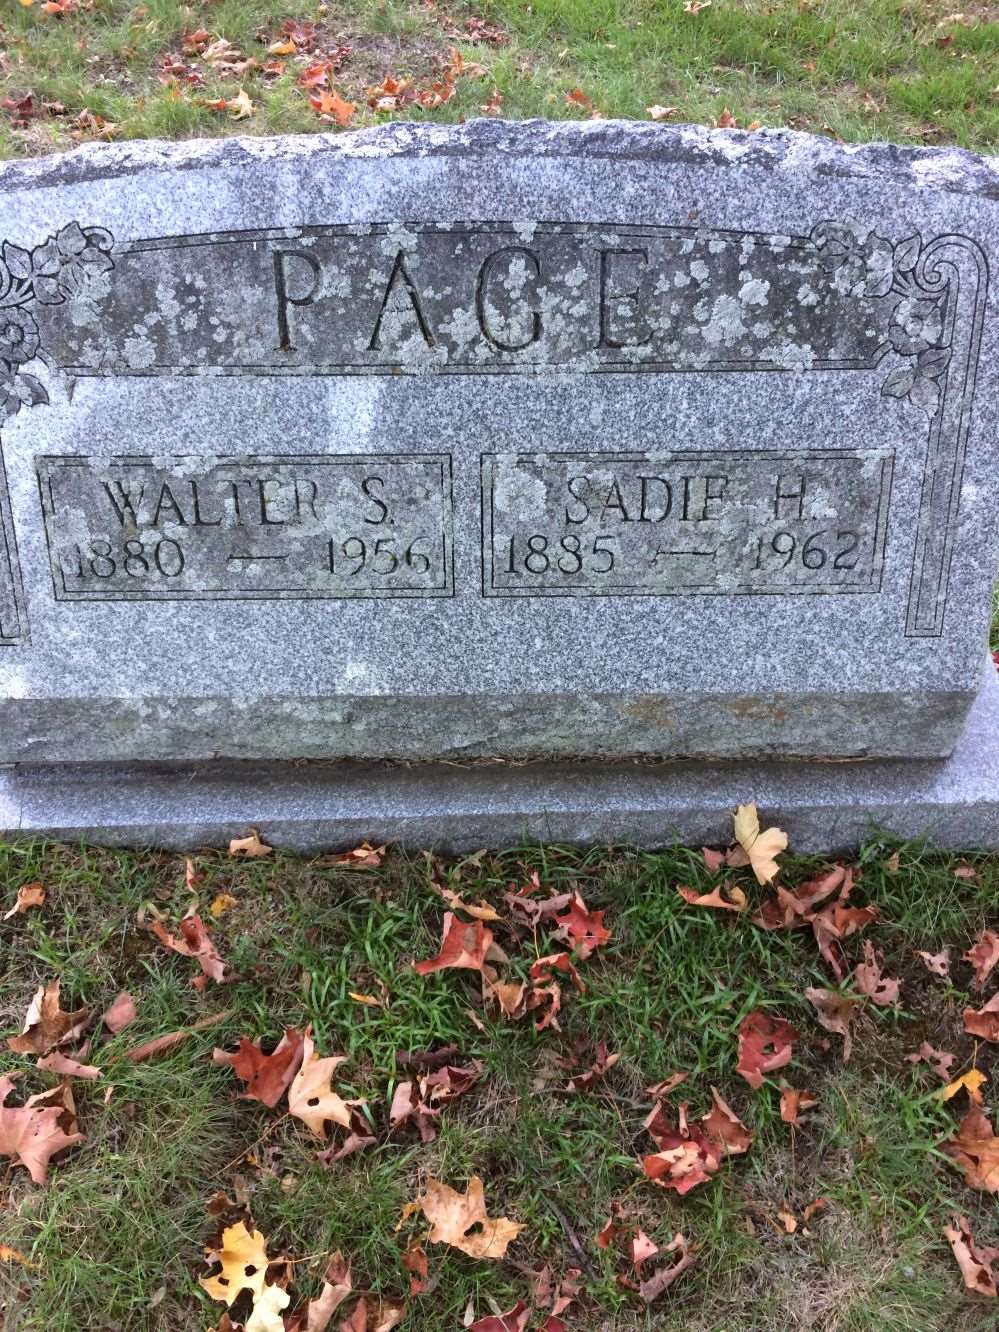 PAGE
WALTER S.
1880 — 1956
SADIE H.
1885 — 1962